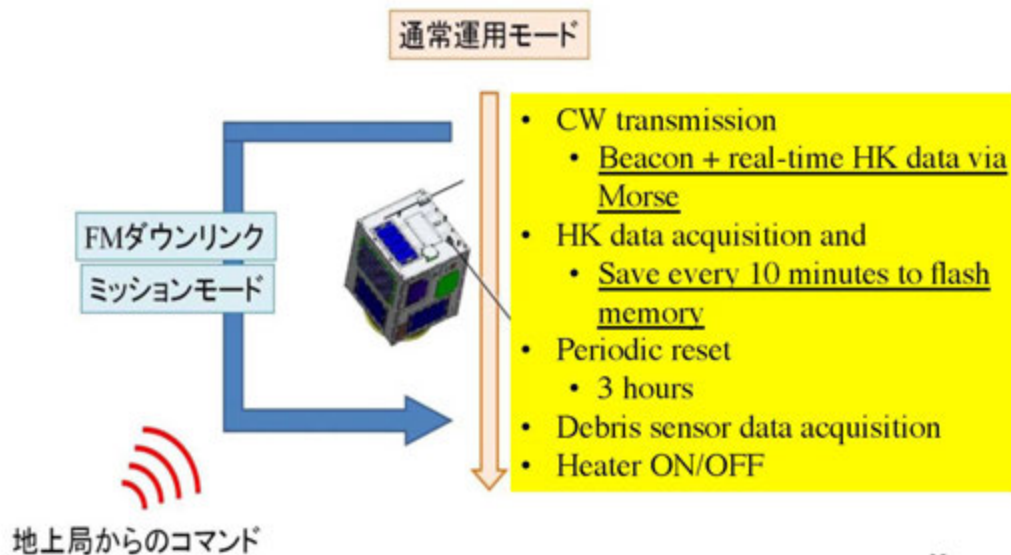 通常運用モード
• CW transmission
• Beacon + real-time HK data via
Morse
• HK data acquisition and
• Save every 10 minutes to flash
memory
• Periodic reset
• 3 hours
• Debris sensor data acquisition
• Heater ON/OFF
FMダウンリンク
ミッションモード
地上局からのコマンド